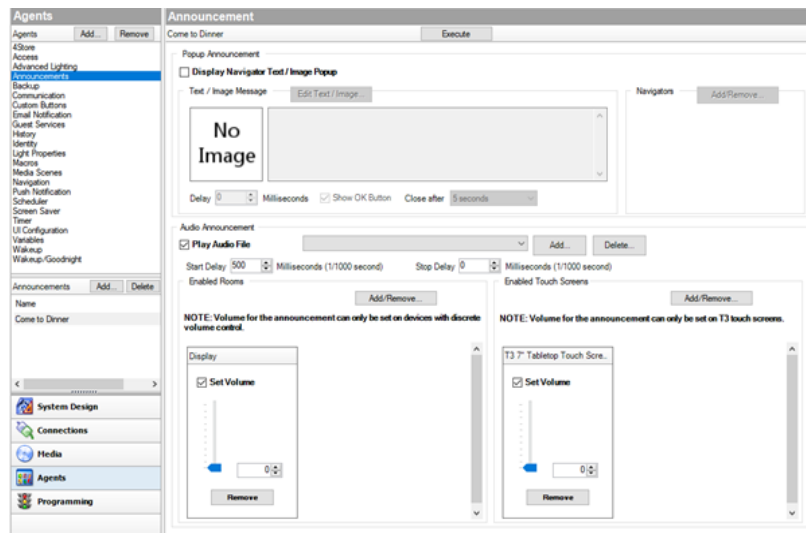 Agents
Agents Add... Remove
4Store
Access
Advanced Lighting
Announcements
Backup
Communication
Custom Buttons
Email Notification
Guest Services
History
Identity
Light Properties
Macros
Media Scenes
Navigation
Push Notification
Scheduler
Screen Saver
Timer
UI Configuration
Variables
Wakeup
Wakeup/Goodnight
Announcements Add... Delete
Name
Come to Dinner
System Design
Connections
Media
Agents
Programming
Announcement
Come to Dinner Execute
Popup Announcement
Display Navigator Text / Image Popup
Text / Image Message Edit Text / Image...
No
Image
Delay 0 Milliseconds Show OK Button Close after 5 seconds
Navigators Add/Remove...
Audio Announcement
Play Audio File Add... Delete...
Start Delay 500 Milliseconds (1/1000 second) Stop Delay 0 Milliseconds (1/1000 second)
Enabled Rooms
Add/Remove...
NOTE: Volume for the announcement can only be set on devices with discrete
volume control.
Display
Set Volume
0
Remove
Enabled Touch Screens
Add/Remove...
NOTE: Volume for the announcement can only be set on T3 touch screens.
T3 7" Tabletop Touch Scre..
Set Volume
0
Remove